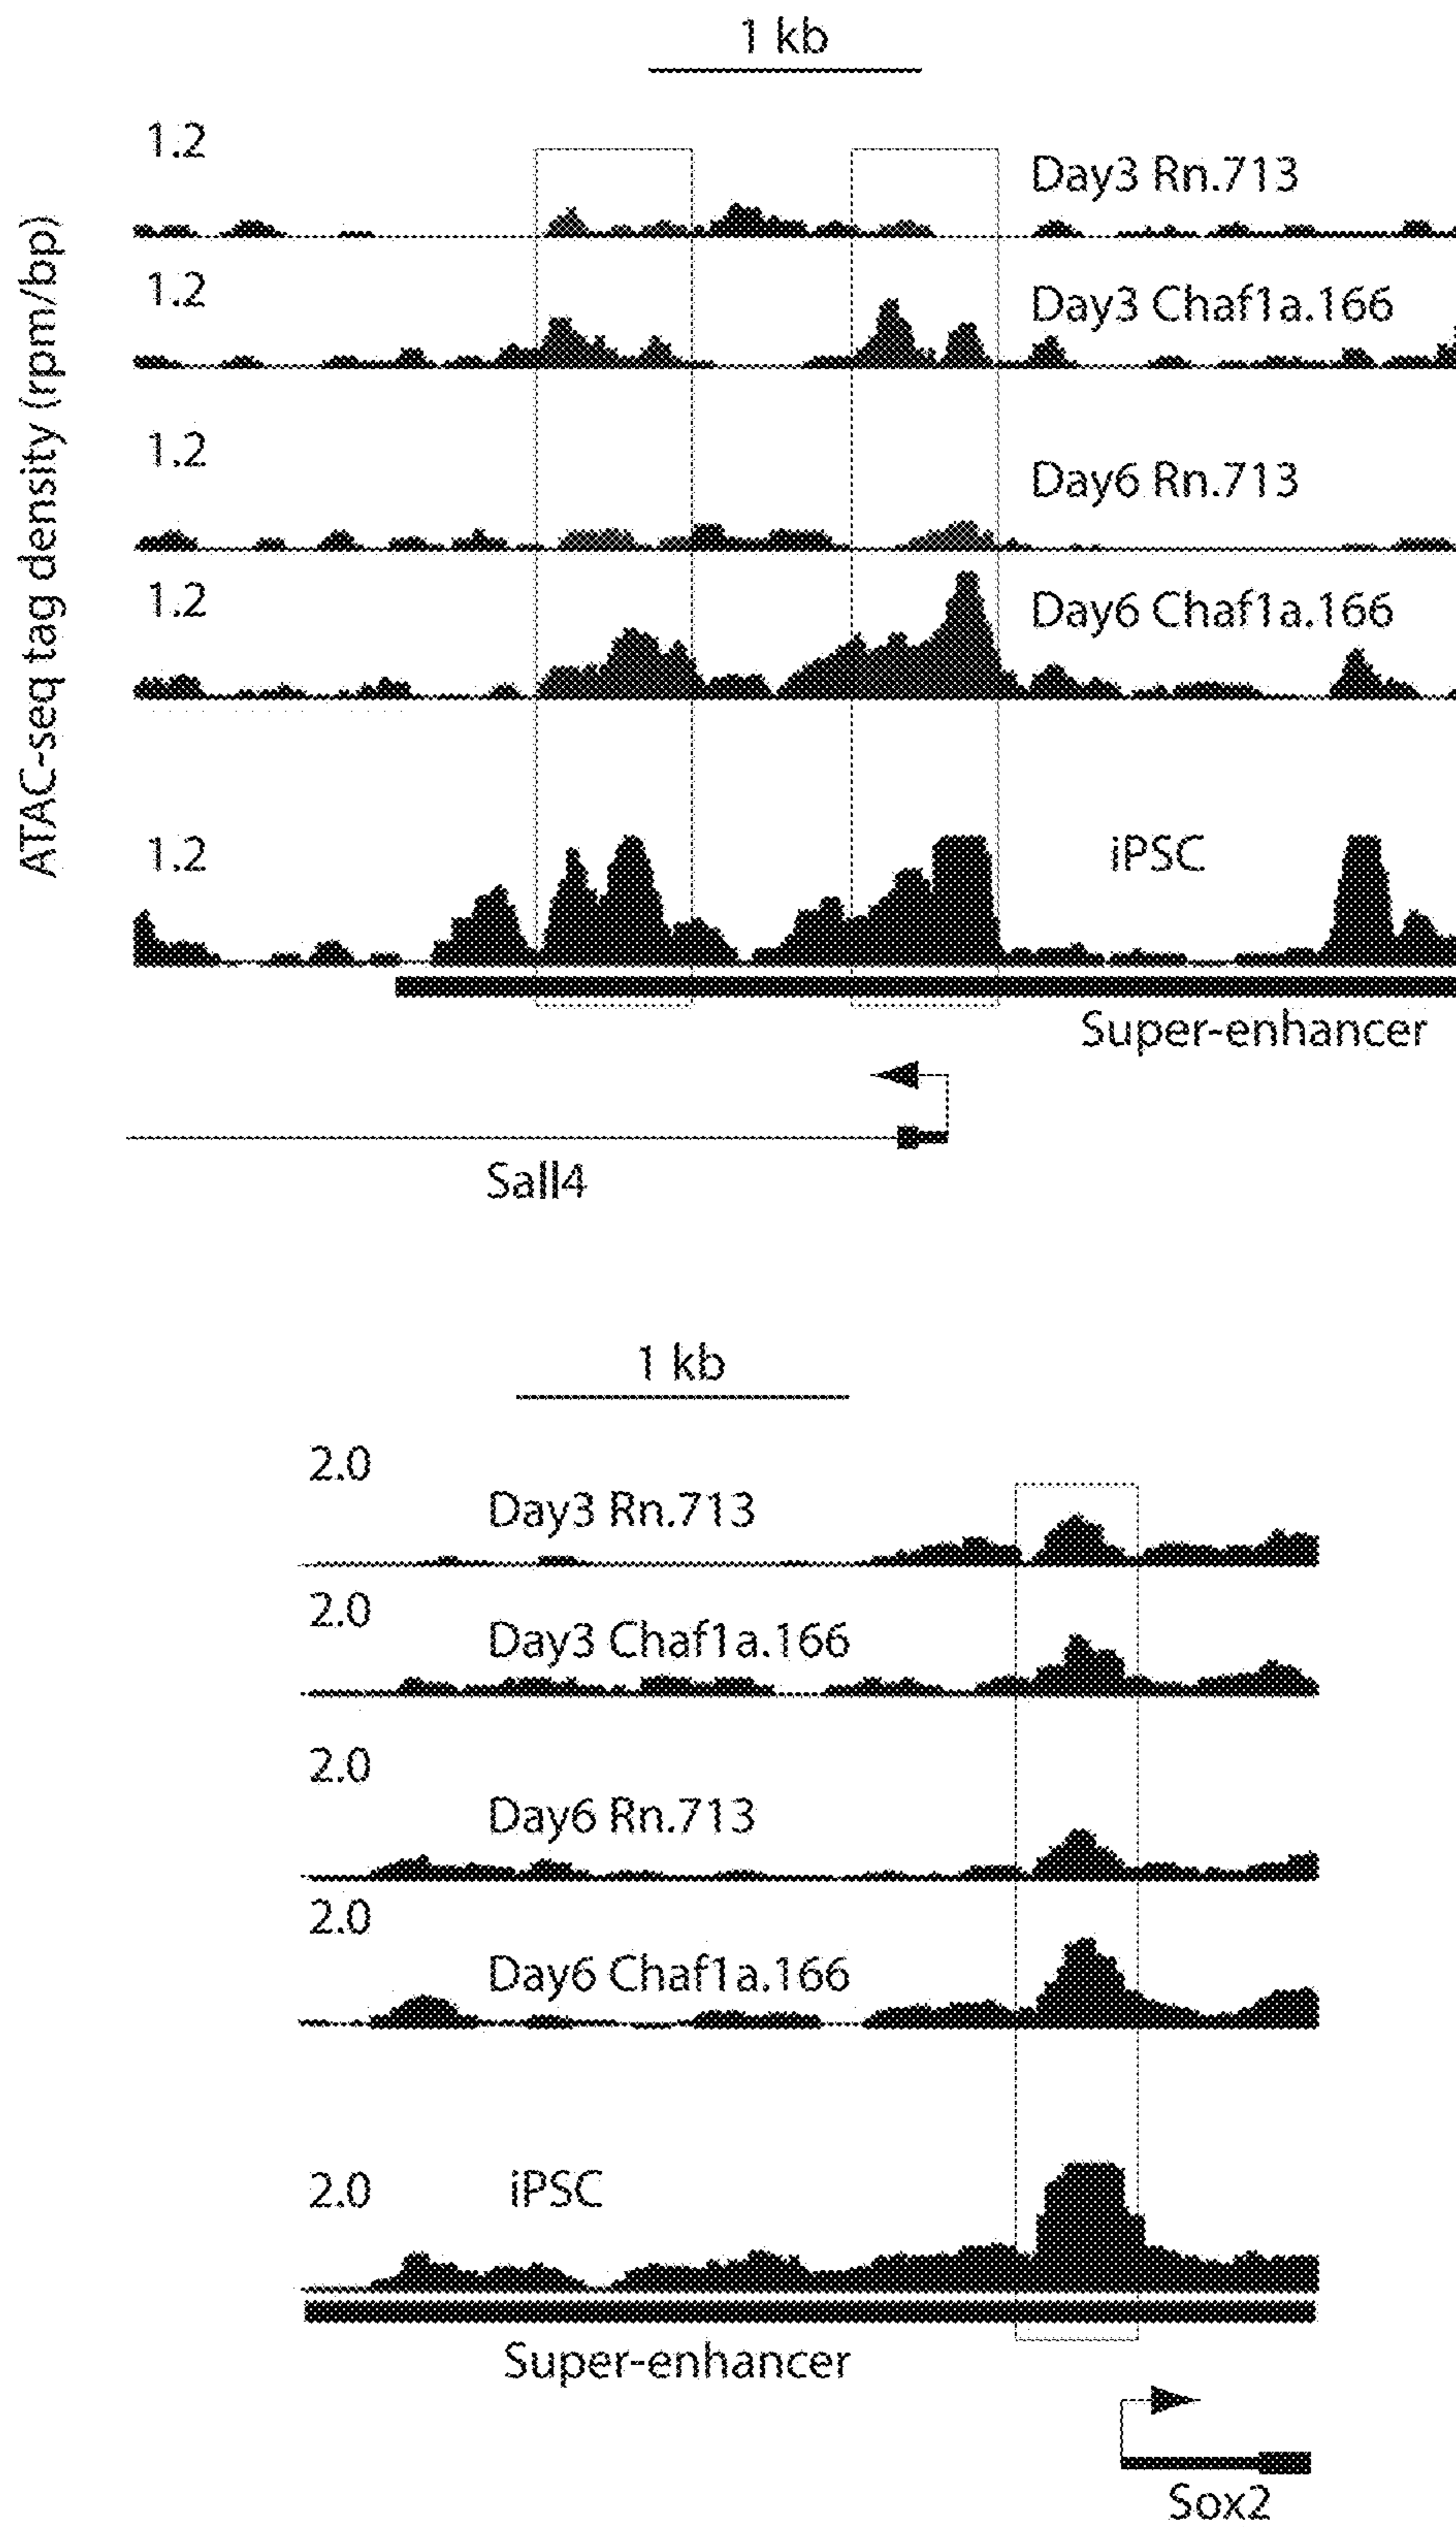 1 kb
1.2
Day3 Rn.713
1.2
Day3 Chaf1a.166
1.2
Day6 Rn.713
1.2
Day6 Chaf1a.166
1.2
iPSC
ATAC-seq tag density (rpm/bp)
Super-enhancer
Sall4
1 kb
2.0
Day3 Rn.713
2.0
Day3 Chaf1a.166
2.0
Day6 Rn.713
2.0
Day6 Chaf1a.166
2.0
iPSC
Super-enhancer
Sox2